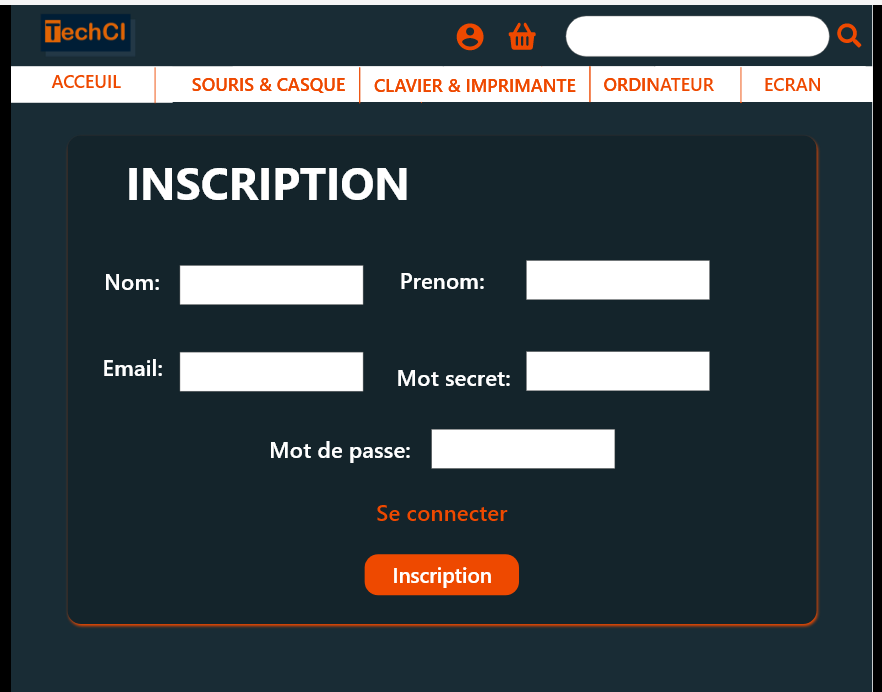 TechCI
ACCEUIL SOURIS & CASQUE CLAVIER & IMPRIMANTE ORDINATEUR ECRAN
INSCRIPTION
Nom: Prenom:
Email: Mot secret:
Mot de passe:
Se connecter
Inscription